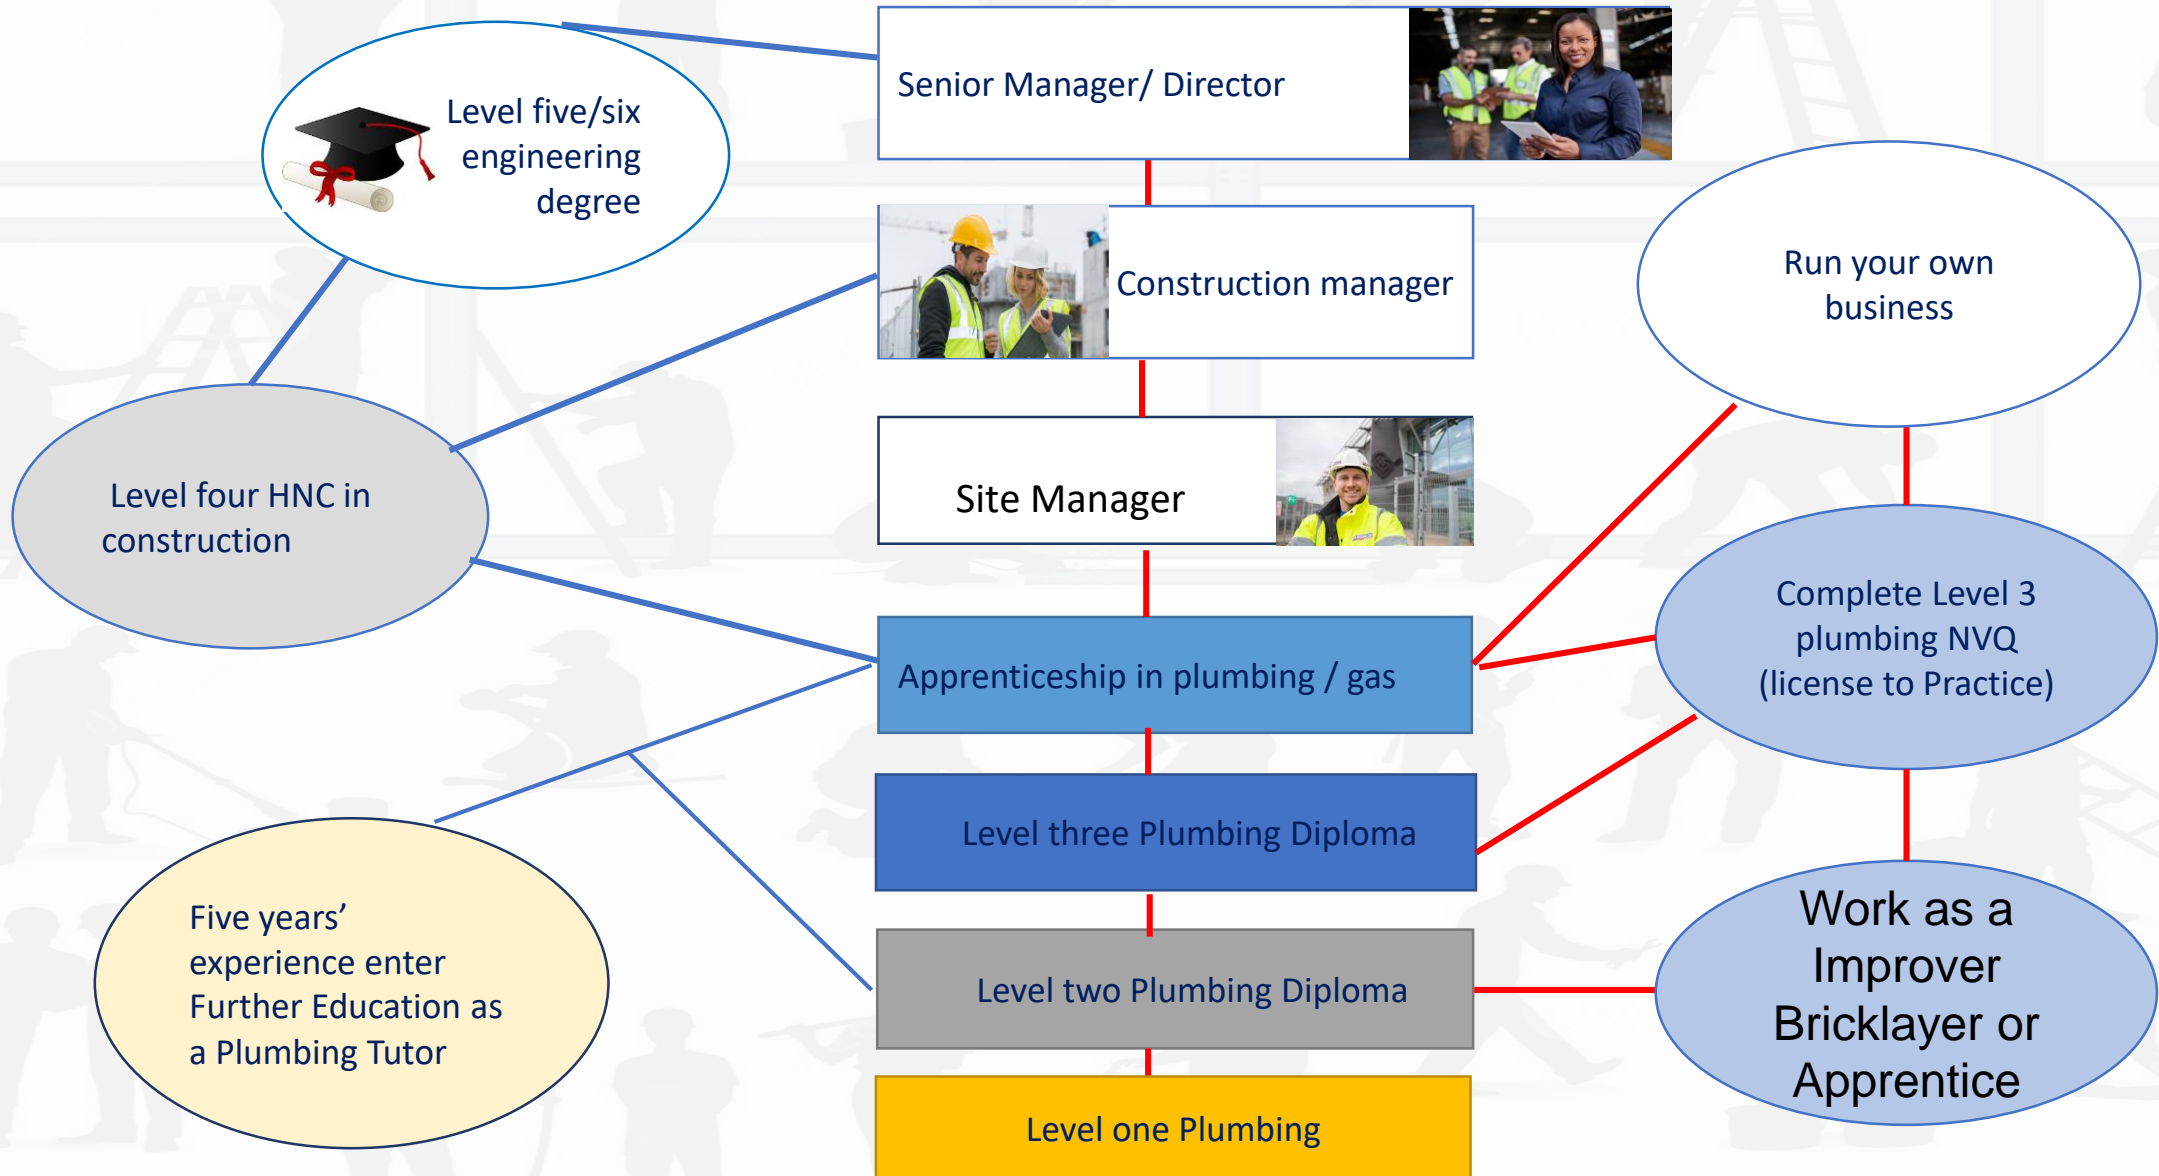 Senior Manager/ Director
Level five/six
engineering
degree
Construction manager
Run your own
business
Level four HNC in
construction
Site Manager
Complete Level 3
plumbing NVQ
(license to Practice)
Apprenticeship in plumbing / gas
Level three Plumbing Diploma
Five years’
experience enter
Further Education as
a Plumbing Tutor
Level two Plumbing Diploma
Work as a
Improver
Bricklayer or
Apprentice
Level one Plumbing